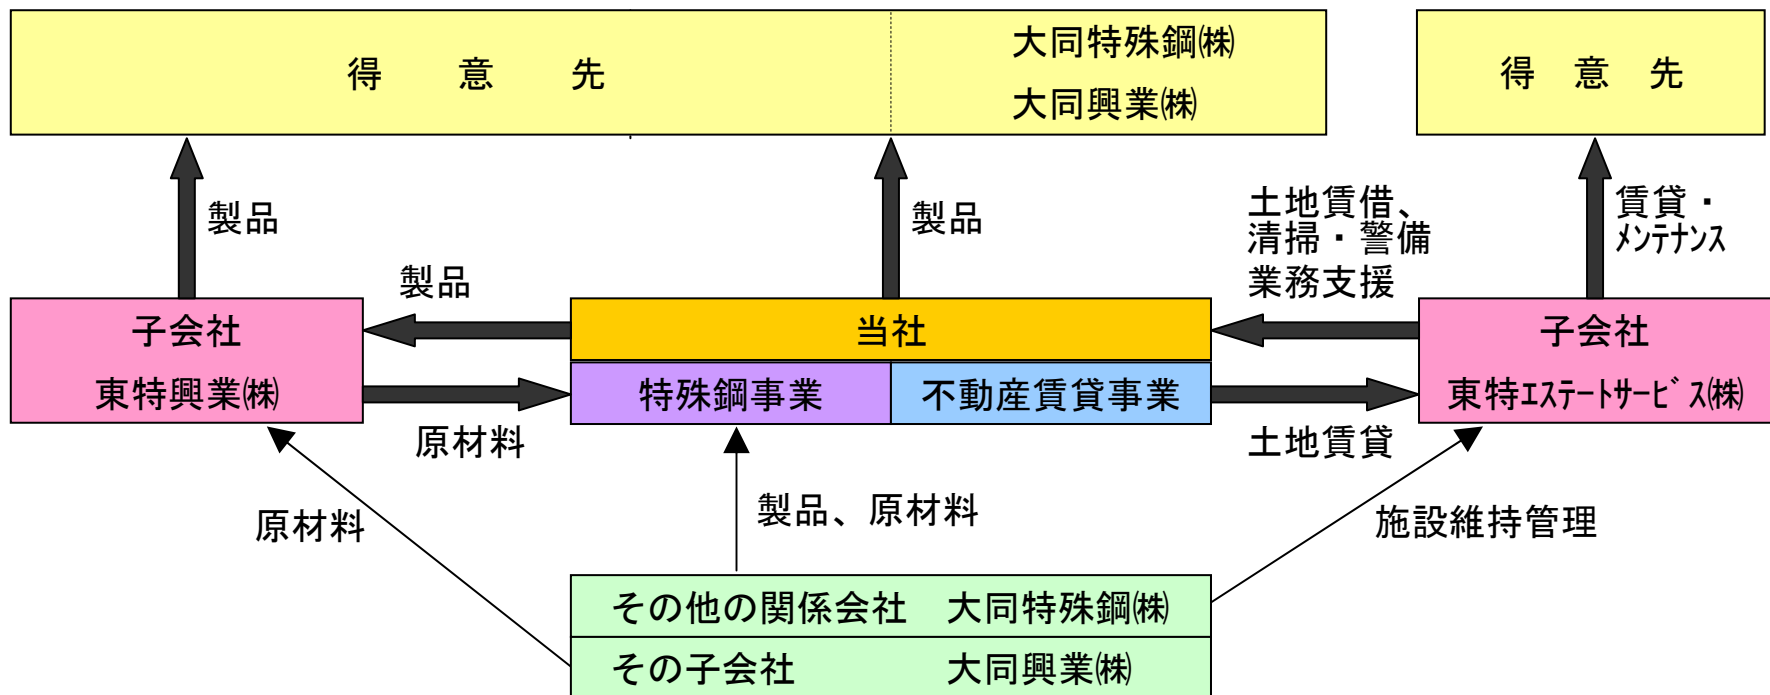 得　意　先
大同特殊鋼㈱
大同興業㈱
得　意　先
製品
製品
土地賃借、
清掃・警備
業務支援
賃貸・
ﾒﾝﾃﾅﾝｽ
製品
子会社
東特興業㈱
当社
特殊鋼事業
不動産賃貸事業
子会社
東特ｴｽﾃｰﾄｻｰﾋﾞｽ㈱
原材料
土地賃貸
原材料
製品、原材料
施設維持管理
その他の関係会社　大同特殊鋼㈱
その子会社　大同興業㈱